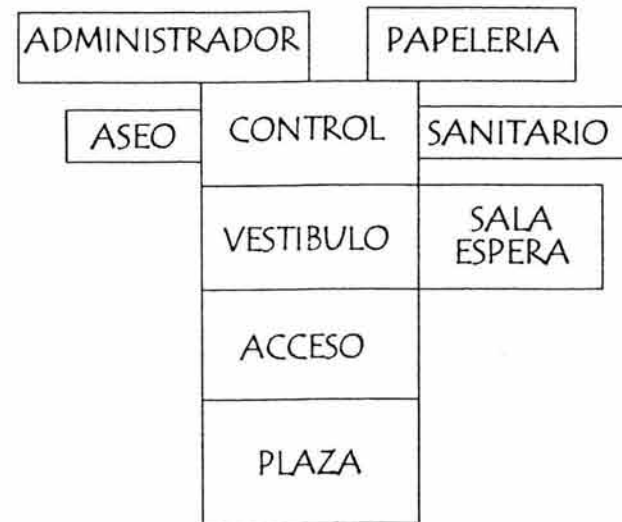 ADMINISTRADOR
PAPELERIA
ASEO
CONTROL
SANITARIO
VESTIBULO
SALA
ESPERA
ACCESO
PLAZA